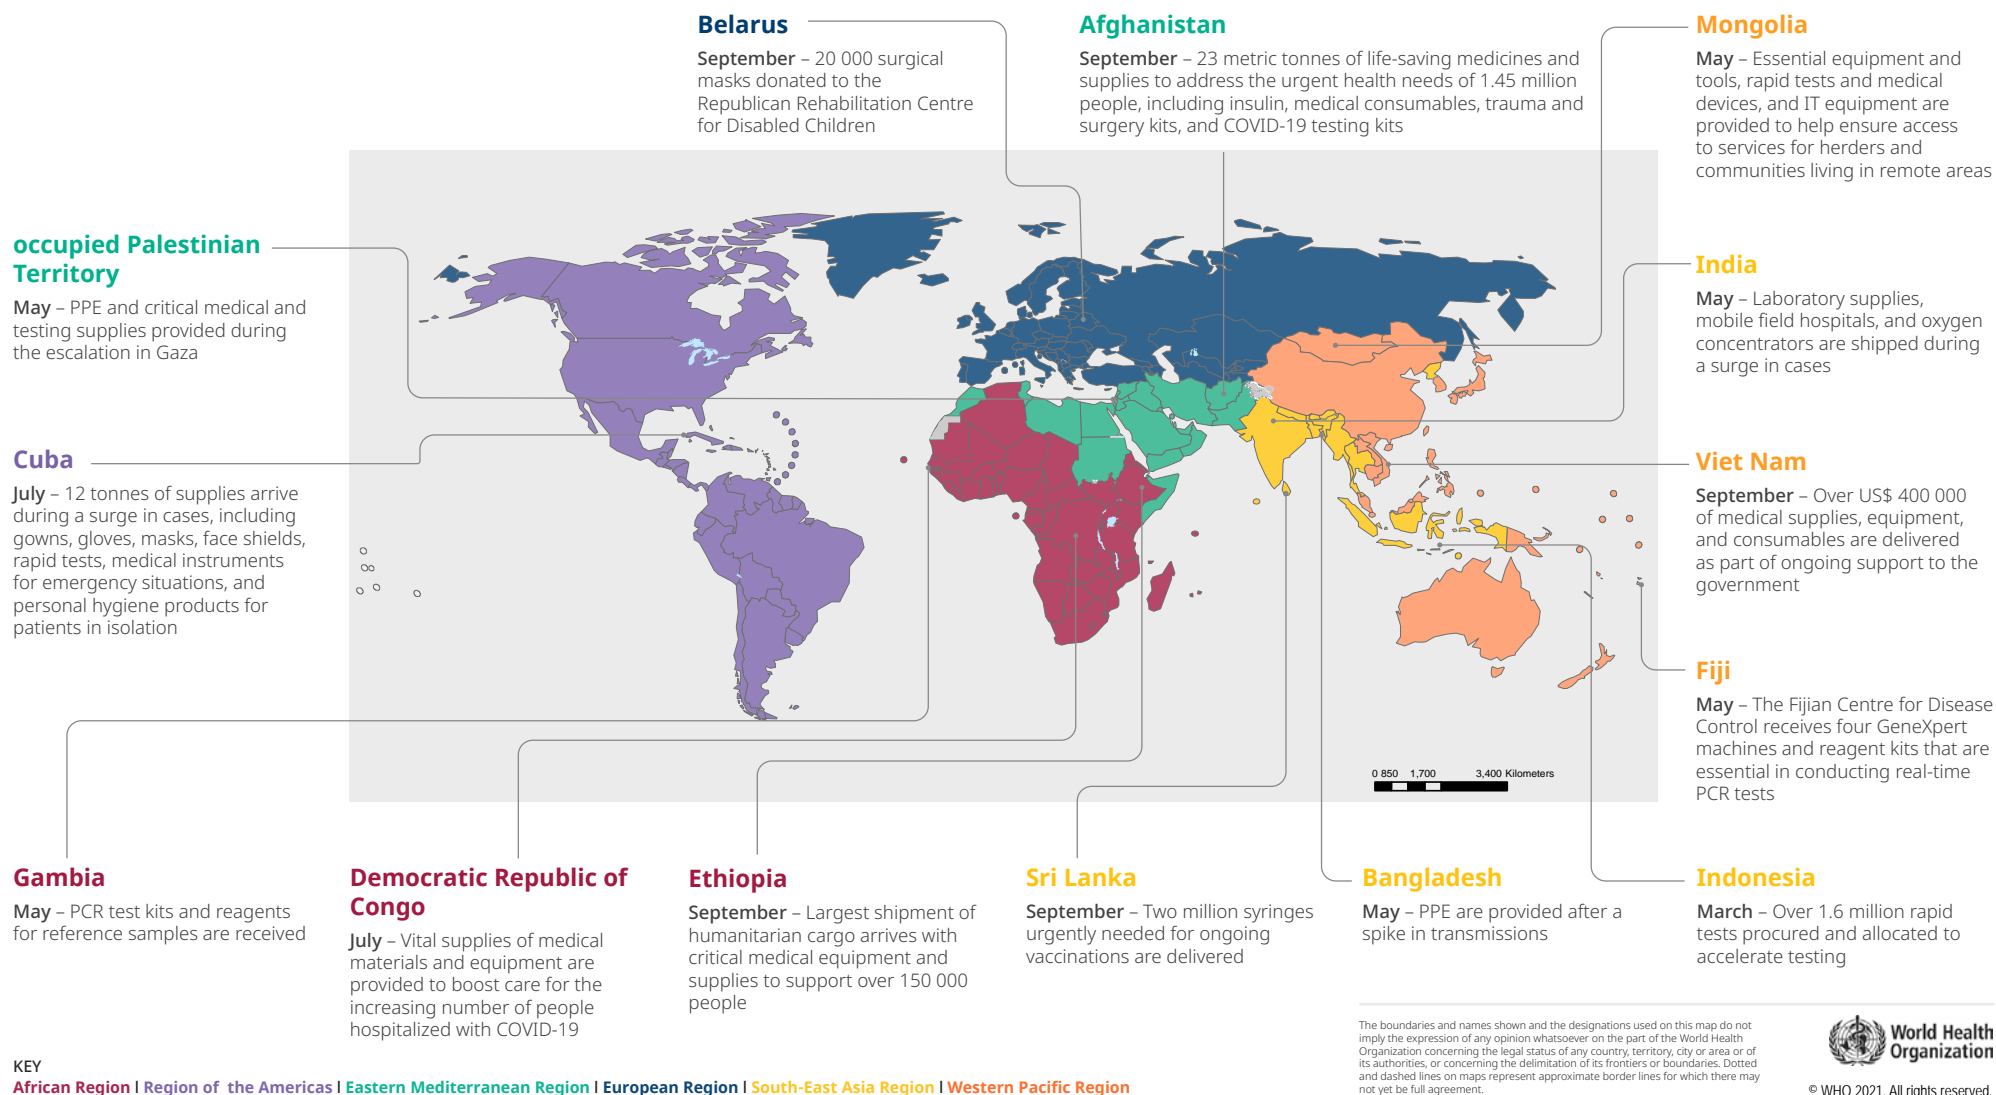 Belarus
September – 20 000 surgical
masks donated to the
Republican Rehabilitation Centre
for Disabled Children
Afghanistan
September – 23 metric tonnes of life-saving medicines and
supplies to address the urgent health needs of 1.45 million
people, including insulin, medical consumables, trauma and
surgery kits, and COVID-19 testing kits
Mongolia
May – Essential equipment and
tools, rapid tests and medical
devices, and IT equipment are
provided to help ensure access
to services for herders and
communities living in remote areas
occupied Palestinian
Territory
May – PPE and critical medical and
testing supplies provided during
the escalation in Gaza
India
May – Laboratory supplies,
mobile field hospitals, and oxygen
concentrators are shipped during
a surge in cases
Cuba
July – 12 tonnes of supplies arrive
during a surge in cases, including
gowns, gloves, masks, face shields,
rapid tests, medical instruments
for emergency situations, and
personal hygiene products for
patients in isolation
Viet Nam
September – Over US$ 400 000
of medical supplies, equipment,
and consumables are delivered
as part of ongoing support to the
government
Fiji
May – The Fijian Centre for Disease
Control receives four GeneXpert
machines and reagent kits that are
essential in conducting real-time
PCR tests
0 850 1,700 3,400 Kilometers
Gambia
May – PCR test kits and reagents
for reference samples are received
Democratic Republic of
Congo
July – Vital supplies of medical
materials and equipment are
provided to boost care for the
increasing number of people
hospitalized with COVID-19
Ethiopia
September – Largest shipment of
humanitarian cargo arrives with
critical medical equipment and
supplies to support over 150 000
people
Sri Lanka
September – Two million syringes
urgently needed for ongoing
vaccinations are delivered
Bangladesh
May – PPE are provided after a
spike in transmissions
Indonesia
March – Over 1.6 million rapid
tests procured and allocated to
accelerate testing
KEY
African Region | Region of the Americas | Eastern Mediterranean Region | European Region | South-East Asia Region | Western Pacific Region
The boundaries and names shown and the designations used on this map do not
imply the expression of any opinion whatsoever on the part of the World Health
Organization concerning the legal status of any country, territory, city or area or of
its authorities, or concerning the delimitation of its frontiers or boundaries. Dotted
and dashed lines on maps represent approximate border lines for which there may
not yet be full agreement.
World Health
Organization
© WHO 2021. All rights reserved.